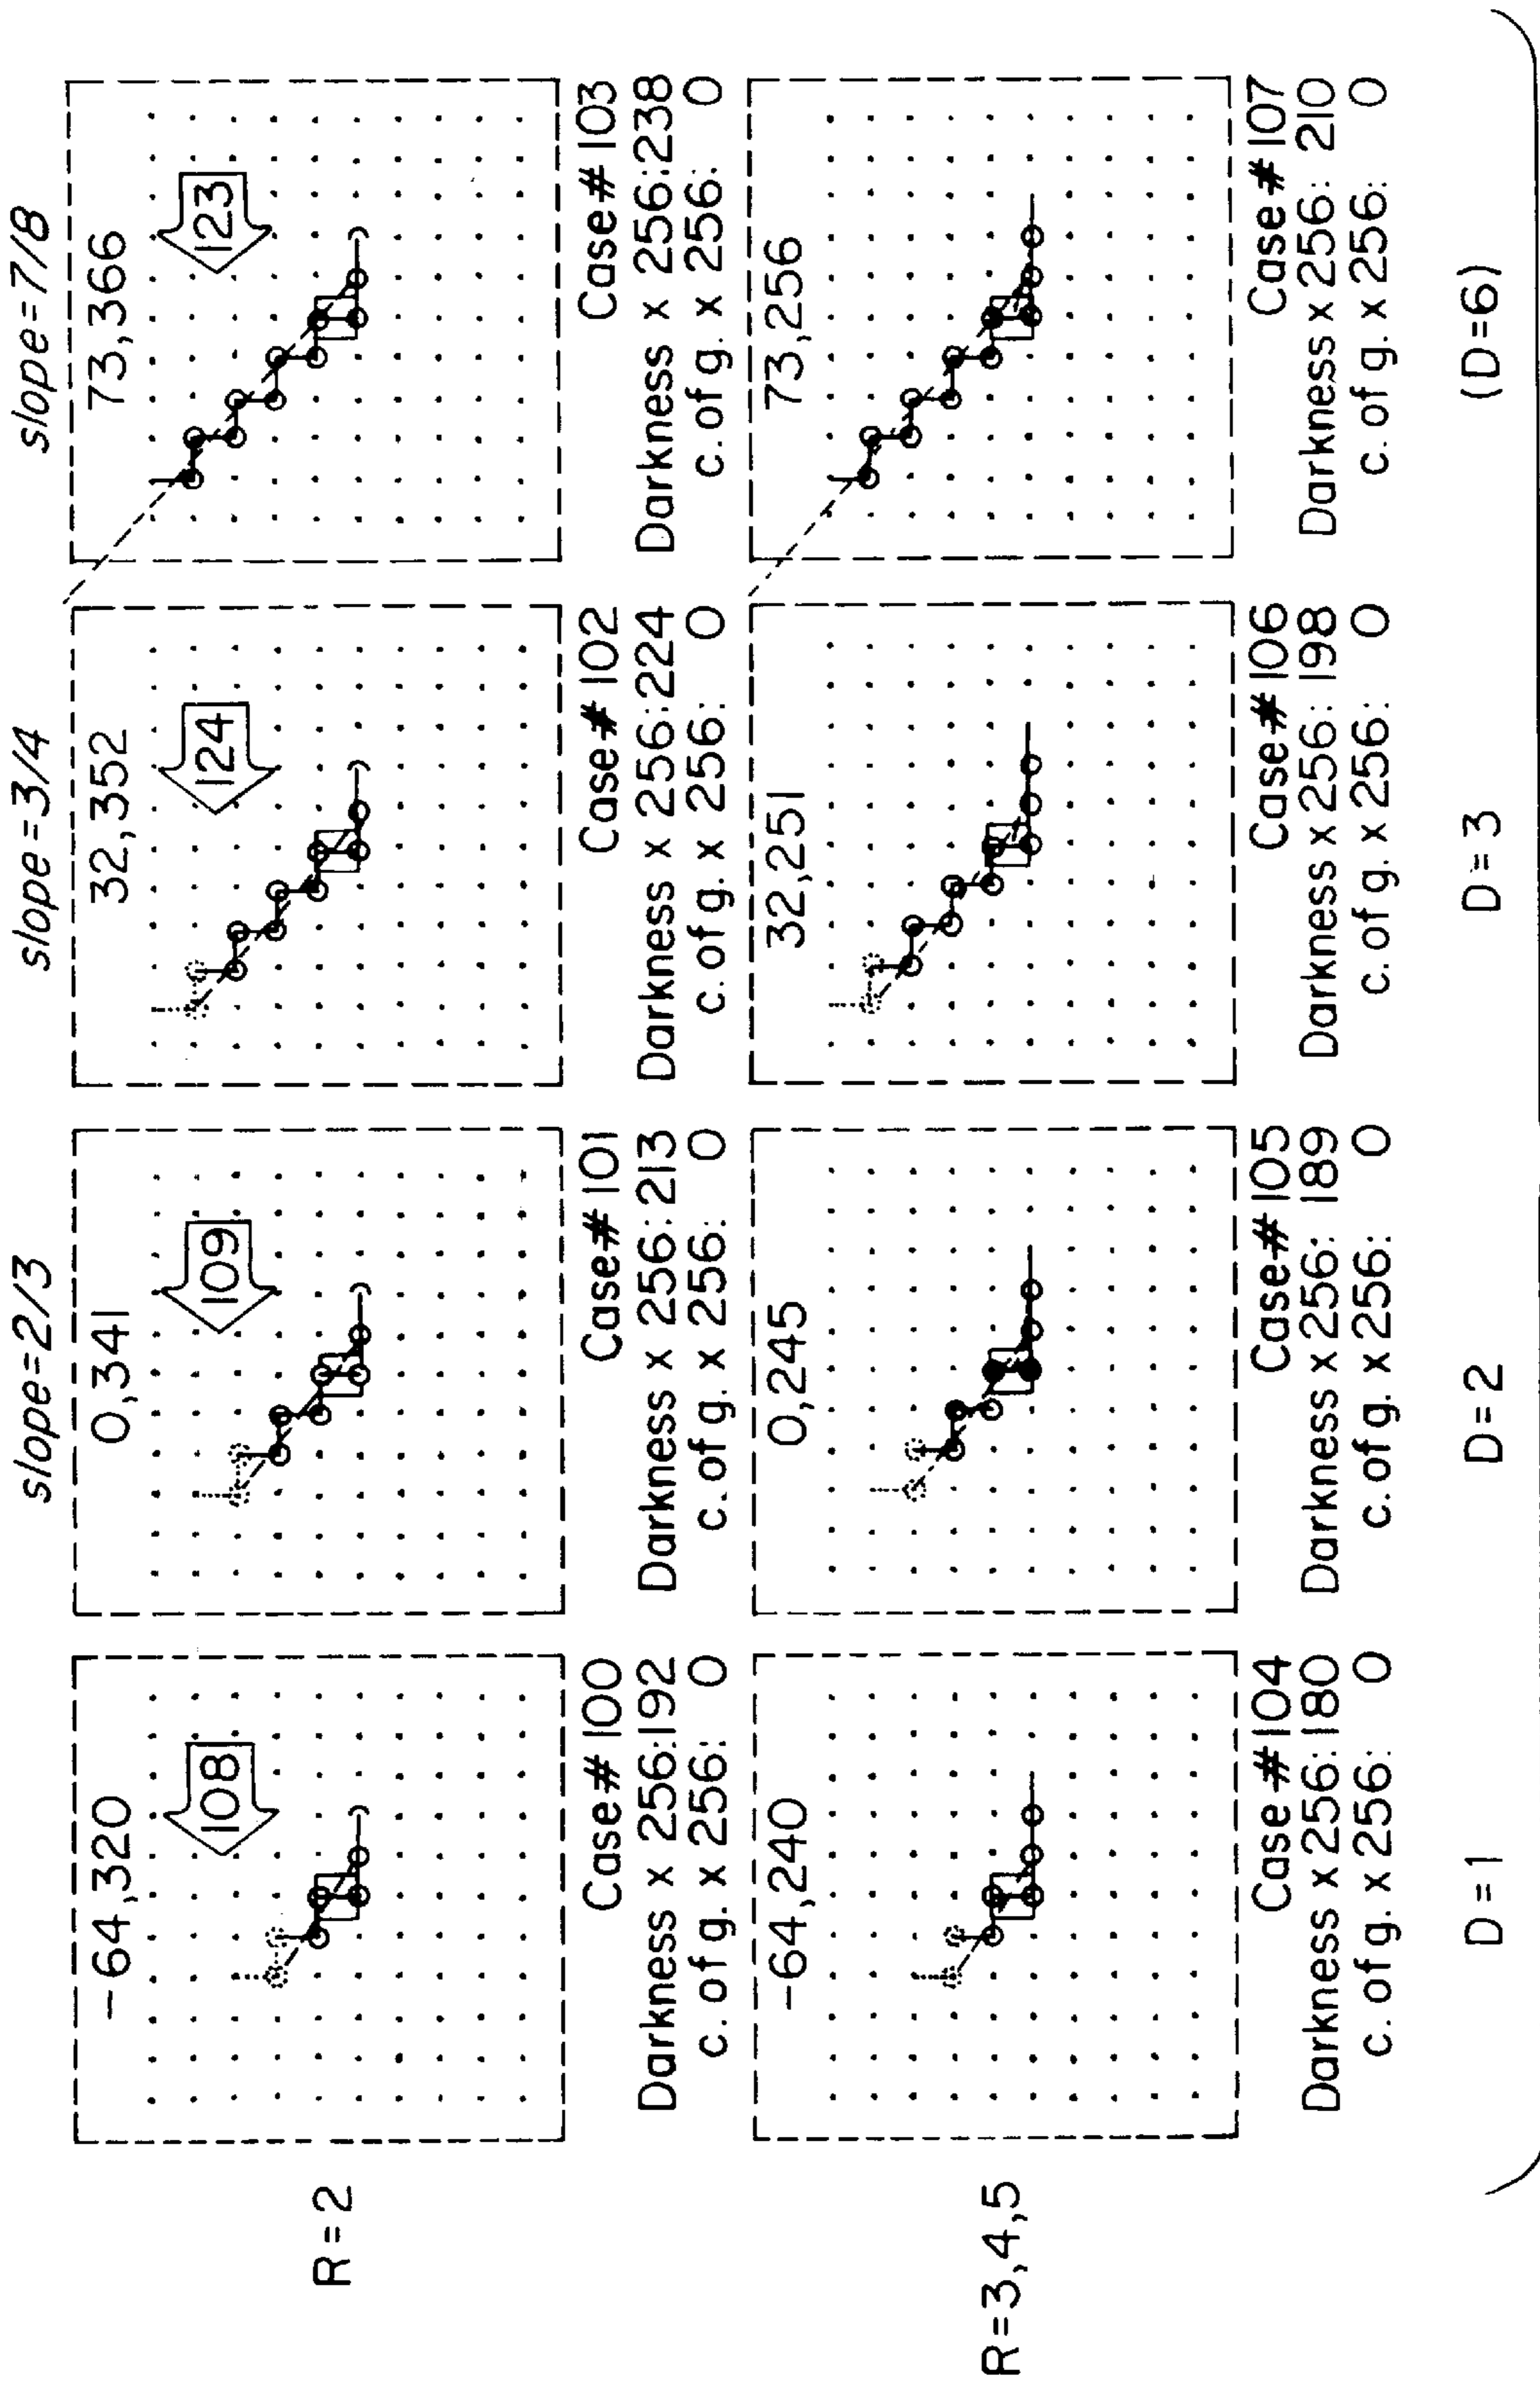 slope=2/3
slope=3/4
slope=7/8
R=2
-64,320
108
Case# 100
Darkness x 256:192
c. of g. x 256: 0
0,341
109
Case# 101
Darkness x 256:213
c. of g. x 256: 0
32,352
124
Case# 102
Darkness x 256:224
c. of g. x 256: 0
73,366
123
Case# 103
Darkness x 256:238
c. of g. x 256: 0
R=3,4,5
-64,240
Case #104
Darkness x 256:180
c. of g. x 256: 0
0,245
Case# 105
Darkness x 256: 189
c. of g. x 256: 0
32,251
Case# 106
Darkness x 256: 198
c. of g. x 256: 0
73,256
Case# 107
Darkness x 256: 210
c. of g. x 256: 0
D=1
D=2
D=3
(D=6)